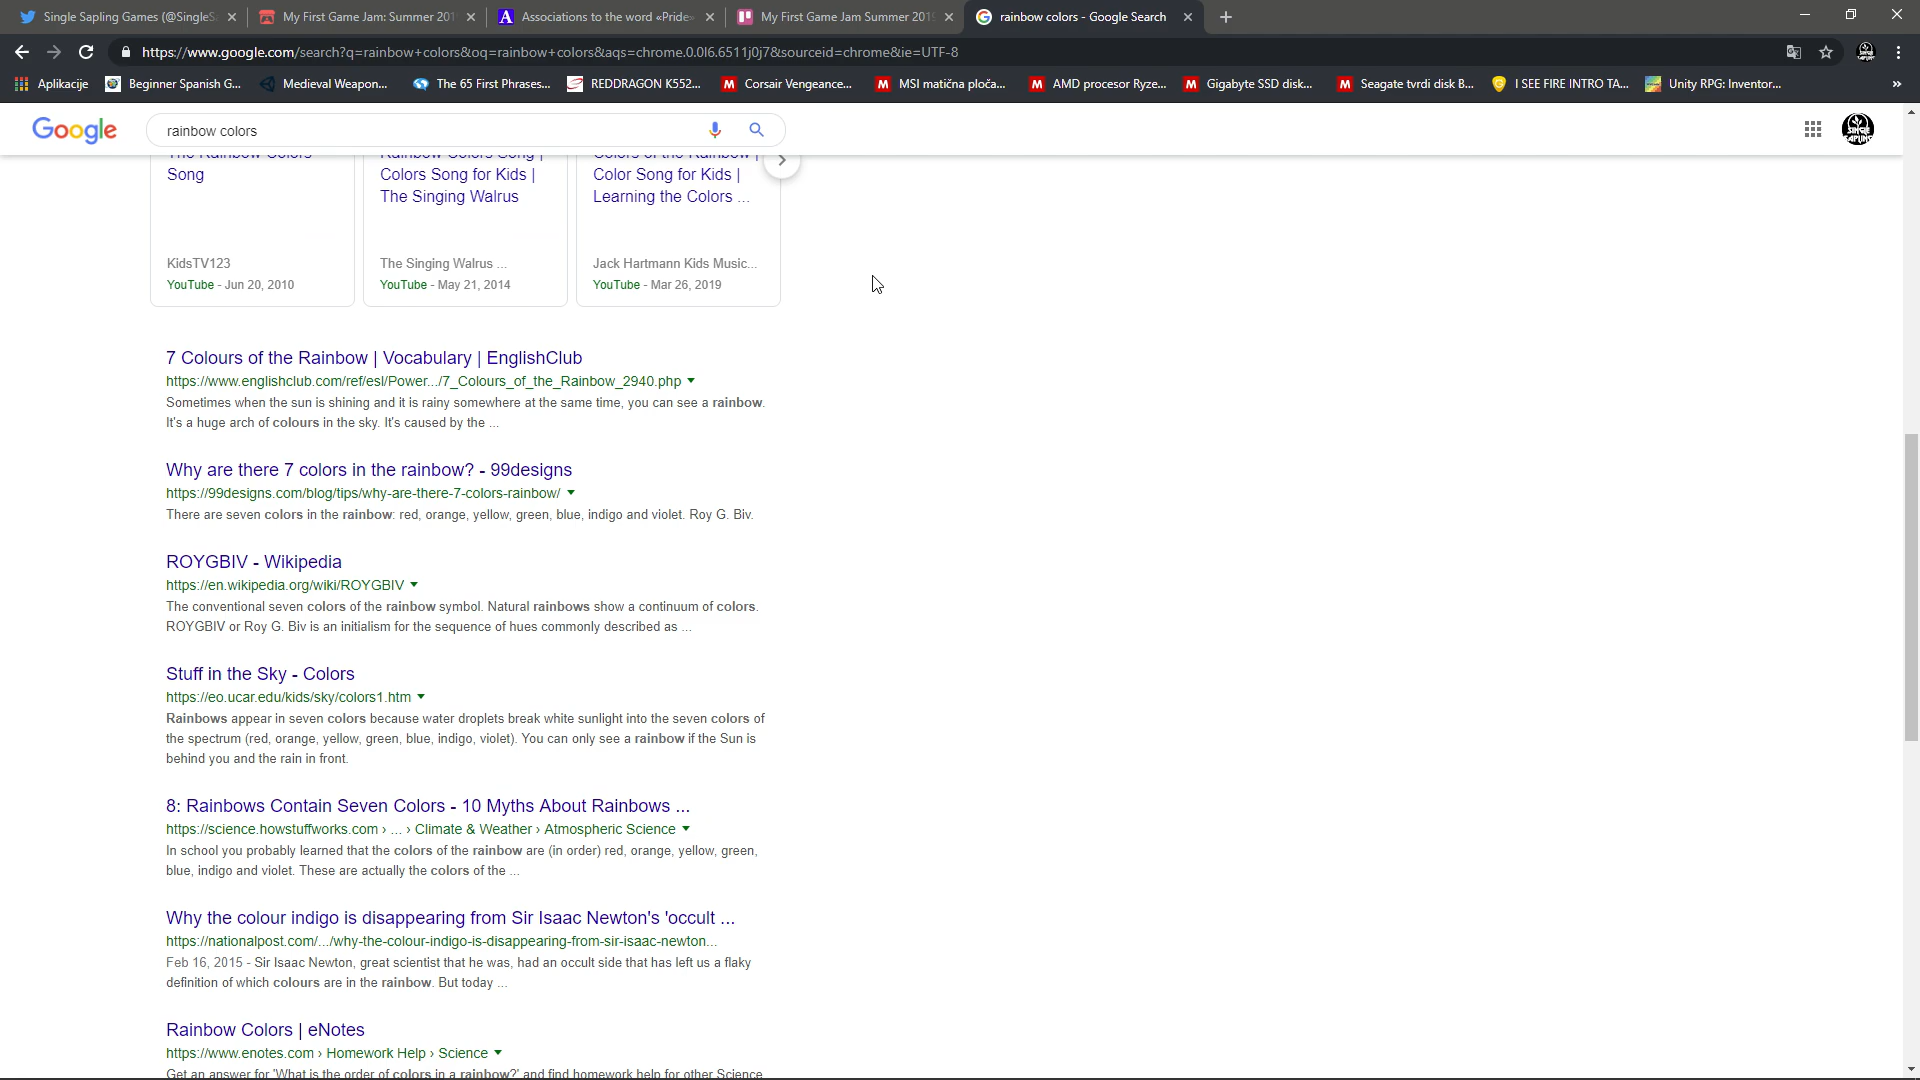 Single Sapling Games (@SingleS
My First Game Jam: Summer 201
Associations to the word «Pride»
My First Game Jam Summer 2019
rainbow colors - Google Search
https://www.google.com/search?q=rainbow+colors&oq=rainbow+colors&aqs=chrome.0.0l6.6511j0j7&sourceid=chrome&ie=UTF-8
Aplikacije
Beginner Spanish G...
Medieval Weapon...
The 65 First Phrases...
REDDRAGON K552...
Corsair Vengeance...
MSI matična ploča...
AMD procesor Ryze...
Gigabyte SSD disk...
Seagate tvrdi disk B...
I SEE FIRE INTRO TA...
Unity RPG: Inventor...
»
Google
rainbow colors
The Rainbow Colors
Song
KidsTV123
YouTube - Jun 20, 2010
Rainbow Colors Song |
Colors Song for Kids |
The Singing Walrus
The Singing Walrus ...
YouTube - May 21, 2014
Colors of the Rainbow |
Color Song for Kids |
Learning the Colors ...
Jack Hartmann Kids Music...
YouTube - Mar 26, 2019
7 Colours of the Rainbow | Vocabulary | EnglishClub
https://www.englishclub.com/ref/esl/Power.../7_Colours_of_the_Rainbow_2940.php
Sometimes when the sun is shining and it is rainy somewhere at the same time, you can see a rainbow.
It's a huge arch of colours in the sky. It's caused by the ...
Why are there 7 colors in the rainbow? - 99designs
https://99designs.com/blog/tips/why-are-there-7-colors-rainbow/
There are seven colors in the rainbow: red, orange, yellow, green, blue, indigo and violet. Roy G. Biv.
ROYGBIV - Wikipedia
https://en.wikipedia.org/wiki/ROYGBIV
The conventional seven colors of the rainbow symbol. Natural rainbows show a continuum of colors.
ROYGBIV or Roy G. Biv is an initialism for the sequence of hues commonly described as ...
Stuff in the Sky - Colors
https://eo.ucar.edu/kids/sky/colors1.htm
Rainbows appear in seven colors because water droplets break white sunlight into the seven colors of
the spectrum (red, orange, yellow, green, blue, indigo, violet). You can only see a rainbow if the Sun is
behind you and the rain in front.
8: Rainbows Contain Seven Colors - 10 Myths About Rainbows ...
https://science.howstuffworks.com › ... › Climate & Weather › Atmospheric Science
In school you probably learned that the colors of the rainbow are (in order) red, orange, yellow, green,
blue, indigo and violet. These are actually the colors of the ...
Why the colour indigo is disappearing from Sir Isaac Newton's 'occult ...
https://nationalpost.com/.../why-the-colour-indigo-is-disappearing-from-sir-isaac-newton...
Feb 16, 2015 - Sir Isaac Newton, great scientist that he was, had an occult side that has left us a flaky
definition of which colours are in the rainbow. But today ...
Rainbow Colors | eNotes
https://www.enotes.com › Homework Help › Science
Get an answer for 'What is the order of colors in a rainbow?' and find homework help for other Science